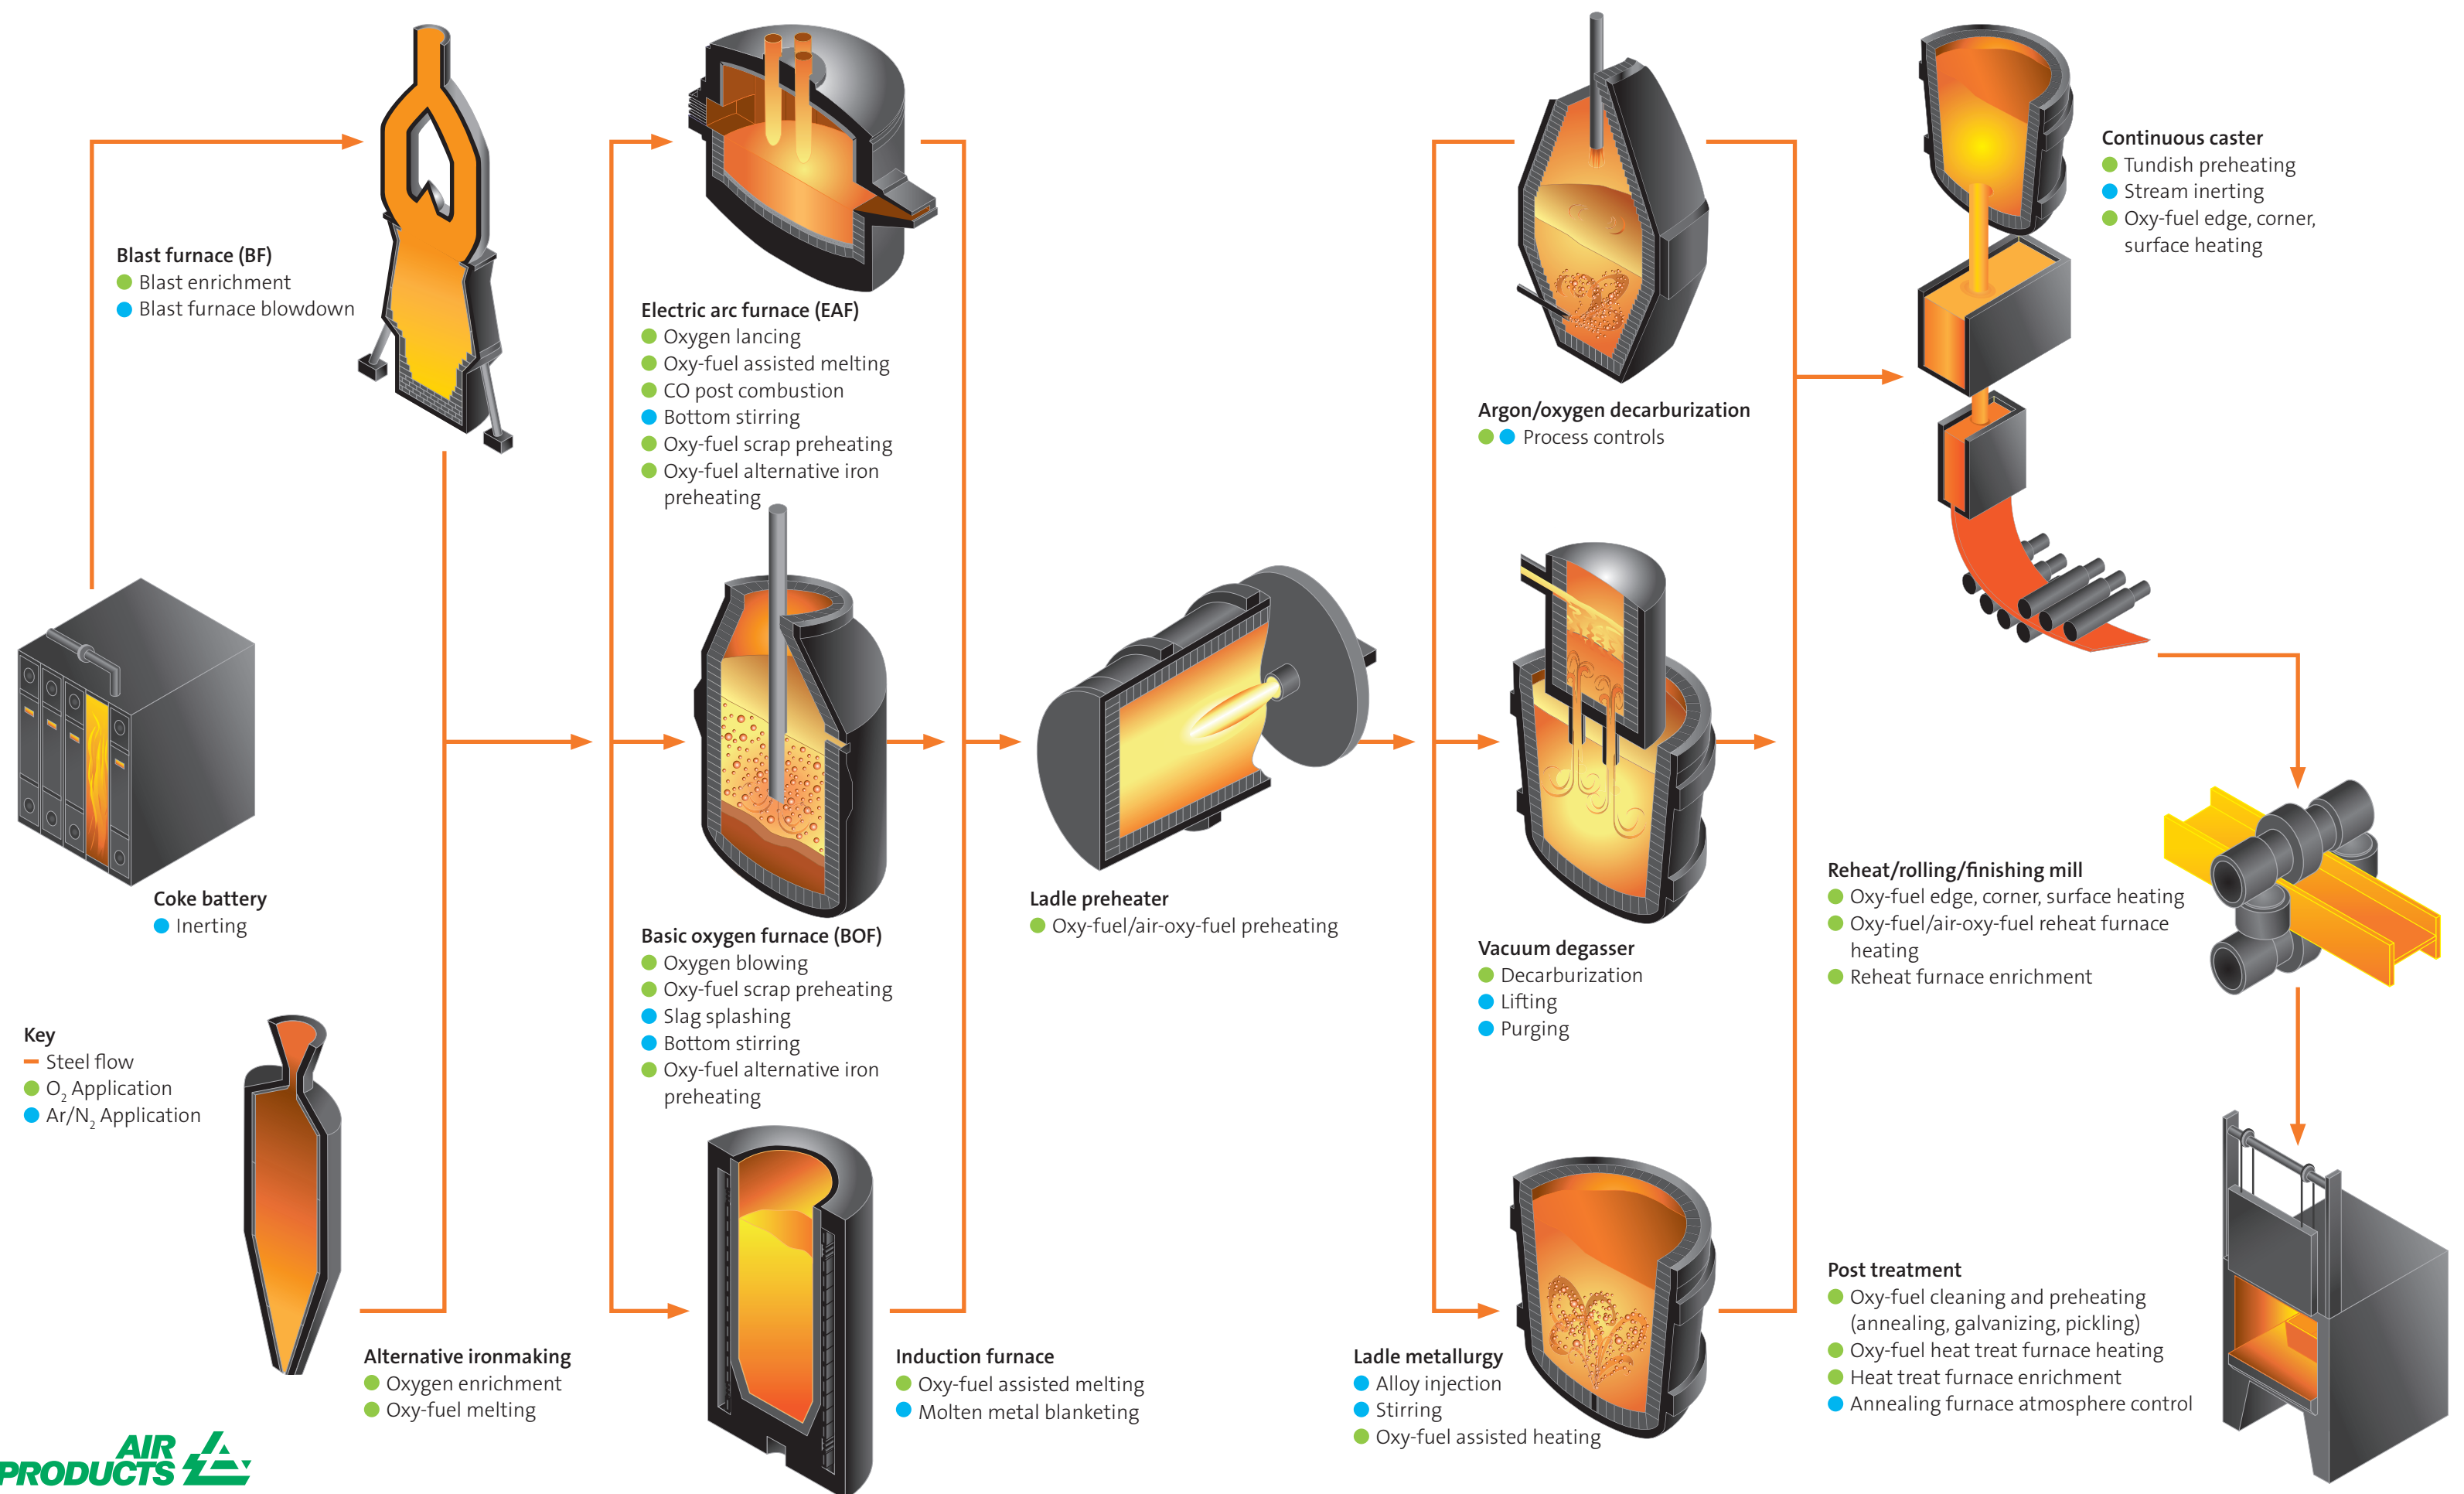 Blast furnace (BF)
Blast enrichment
Blast furnace blowdown
Coke battery
Inerting
Key
Steel flow
O₂ Application
Ar/N₂ Application
Alternative ironmaking
Oxygen enrichment
Oxy-fuel melting
AIR
PRODUCTS
Electric arc furnace (EAF)
Oxygen lancing
Oxy-fuel assisted melting
CO post combustion
Bottom stirring
Oxy-fuel scrap preheating
Oxy-fuel alternative iron
preheating
Basic oxygen furnace (BOF)
Oxygen blowing
Oxy-fuel scrap preheating
Slag splashing
Bottom stirring
Oxy-fuel alternative iron
preheating
Induction furnace
Oxy-fuel assisted melting
Molten metal blanketing
Ladle preheater
Oxy-fuel/air-oxy-fuel preheating
Argon/oxygen decarburization
Process controls
Vacuum degasser
Decarburization
Lifting
Purging
Ladle metallurgy
Alloy injection
Stirring
Oxy-fuel assisted heating
Continuous caster
Tundish preheating
Stream inerting
Oxy-fuel edge, corner,
surface heating
Reheat/rolling/finishing mill
Oxy-fuel edge, corner, surface heating
Oxy-fuel/air-oxy-fuel reheat furnace
heating
Reheat furnace enrichment
Post treatment
Oxy-fuel cleaning and preheating
(annealing, galvanizing, pickling)
Oxy-fuel heat treat furnace heating
Heat treat furnace enrichment
Annealing furnace atmosphere control